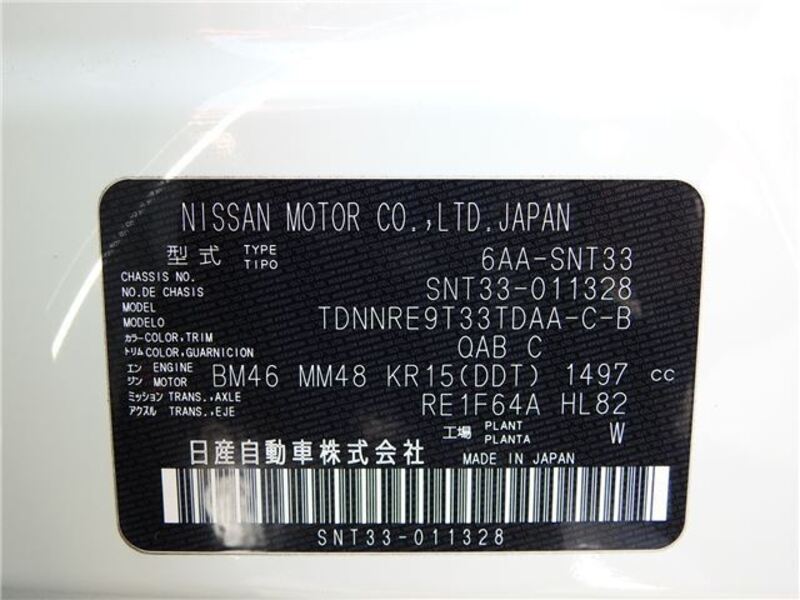 NISSAN MOTOR CO.,LTD.JAPAN
型式 TYPE TIPO 6AA-SNT33
CHASSIS NO. NO.DE CHASIS SNT33-011328
MODEL MODELO TDNNRE9T33TDAA-C-B
カラー COLOR,TRIM
トリム COLOR,GUARNICION QAB C
エン ENGINE
ジン MOTOR BM46 MM48 KR15(DDT) 1497 cc
ミッション TRANS.,AXLE
アクスル TRANS.,EJE RE1F64A HL82
工場 PLANT PLANTA W
日産自動車株式会社 MADE IN JAPAN
SNT33-011328